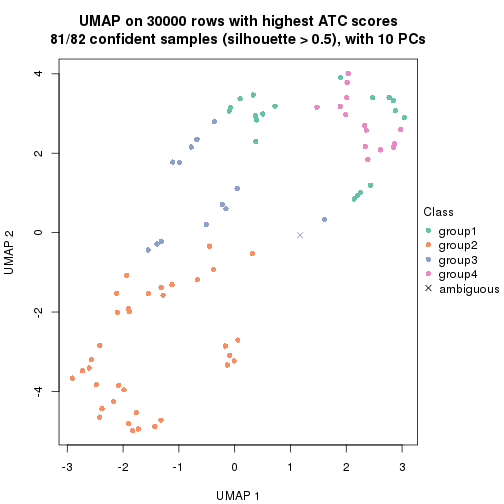 UMAP on 30000 rows with highest ATC scores
81/82 confident samples (silhouette > 0.5), with 10 PCs
4
2
0
-2
-4
UMAP 2
-3 -2 -1 0 1 2 3
UMAP 1
Class
group1
group2
group3
group4
ambiguous